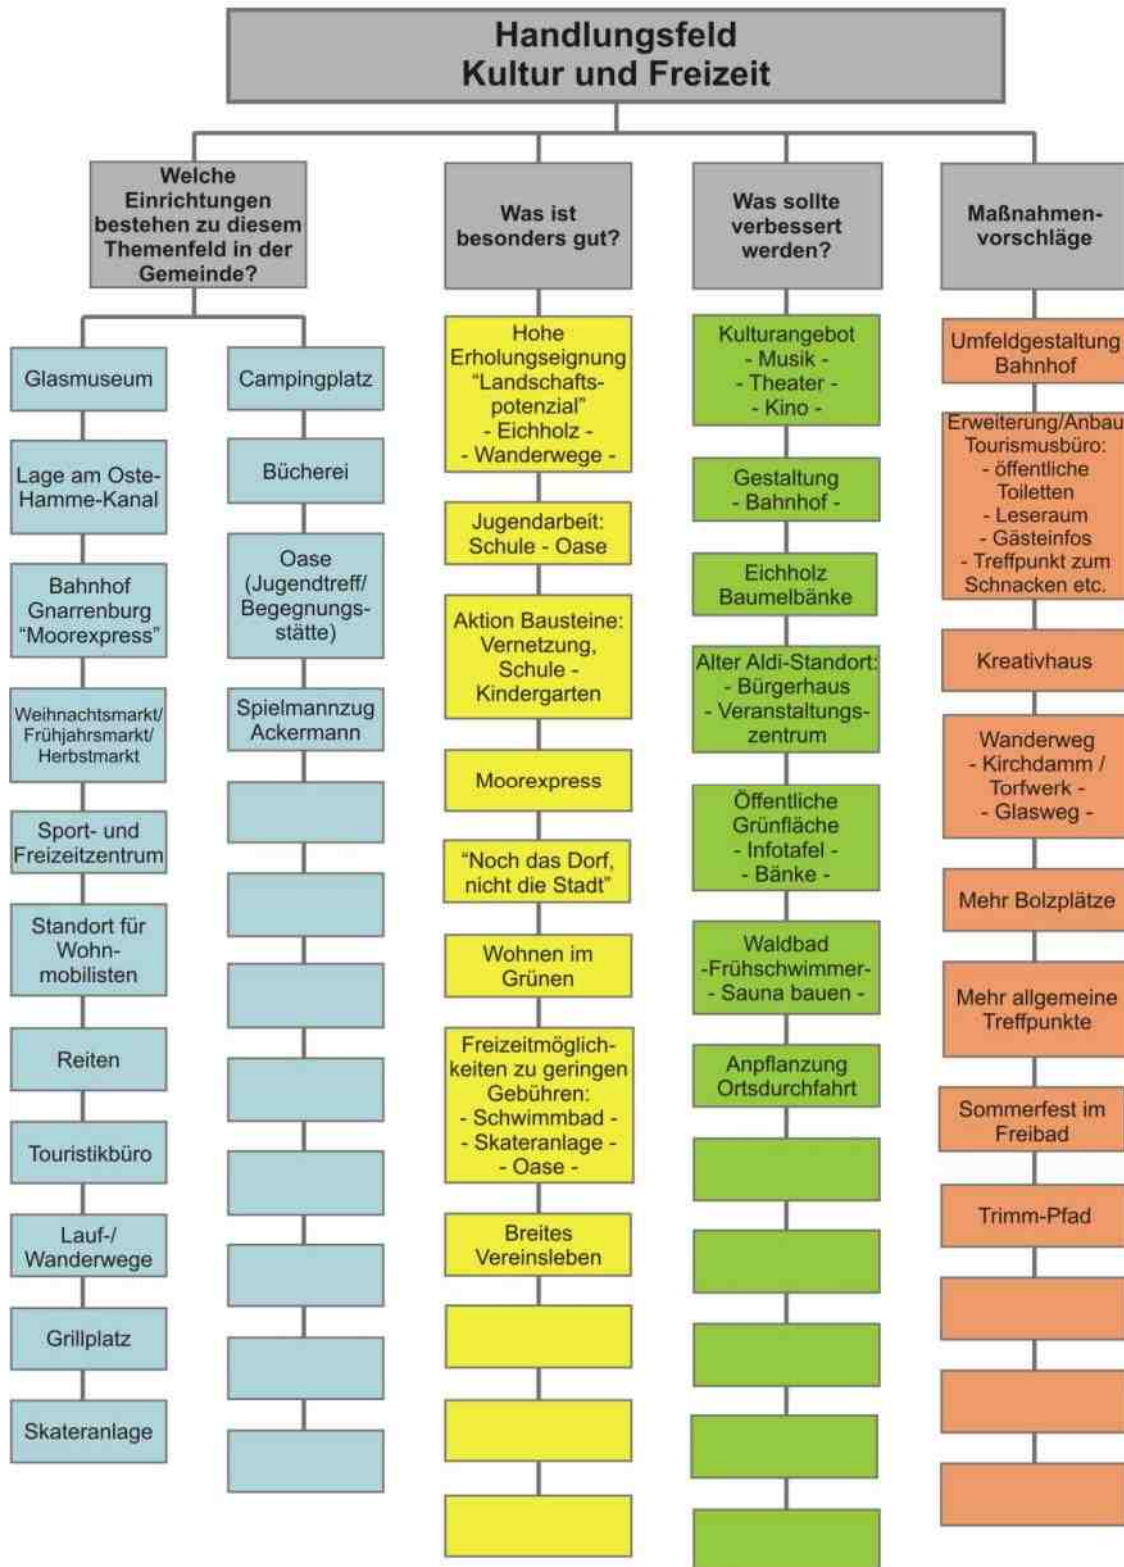 Handlungsfeld
Kultur und Freizeit
Welche
Einrichtungen
bestehen zu diesem
Themenfeld in der
Gemeinde?
Glasmuseum
Lage am Oste-
Hamme-Kanal
Bahnhof
Gnarrenburg
“Moorexpress”
Weihnachtsmarkt/
Frühjahrsmarkt/
Herbstmarkt
Sport- und
Freizeitzentrum
Standort für
Wohn-
mobilisten
Reiten
Touristikbüro
Lauf-/
Wanderwege
Grillplatz
Skateranlage
Campingplatz
Bücherei
Oase
(Jugendtreff/
Begegnungs-
stätte)
Spielmannzug
Ackermann
Was ist
besonders gut?
Hohe
Erholungseignung
“Landschafts-
potenzial”
- Eichholz -
- Wanderwege -
Jugendarbeit:
Schule - Oase
Aktion Bausteine:
Vernetzung,
Schule -
Kindergarten
Moorexpress
“Noch das Dorf,
nicht die Stadt”
Wohnen im
Grünen
Freizeitmöglich-
keiten zu geringen
Gebühren:
- Schwimmbad -
- Skateranlage -
- Oase -
Breites
Vereinsleben
Was sollte
verbessert
werden?
Kulturangebot
- Musik -
- Theater -
- Kino -
Gestaltung
- Bahnhof -
Eichholz
Baumelbänke
Alter Aldi-Standort:
- Bürgerhaus
- Veranstaltungs-
zentrum
Öffentliche
Grünfläche
- Infotafel -
- Bänke -
Waldbad
-Frühschwimmer-
- Sauna bauen -
Anpflanzung
Ortsdurchfahrt
Maßnahmen-
vorschläge
Umfeldgestaltung
Bahnhof
Erweiterung/Anbau
Tourismusbüro:
- öffentliche
Toiletten
- Leseraum
- Gästeinfos
- Treffpunkt zum
Schnacken etc.
Kreativhaus
Wanderweg
- Kirchdamm /
Torfwerk -
- Glasweg -
Mehr Bolzplätze
Mehr allgemeine
Treffpunkte
Sommerfest im
Freibad
Trimm-Pfad